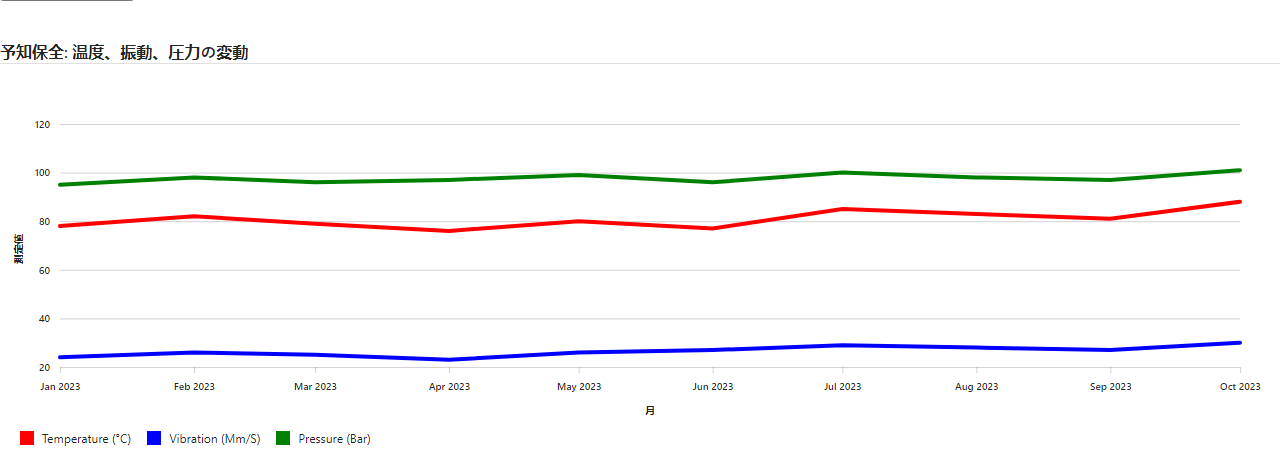 予知保全: 温度、振動、圧力の変動
120
100
80
60
40
20
測定値
Jan 2023 Feb 2023 Mar 2023 Apr 2023 May 2023 Jun 2023 Jul 2023 Aug 2023 Sep 2023 Oct 2023
月
Temperature (°C) Vibration (Mm/S) Pressure (Bar)